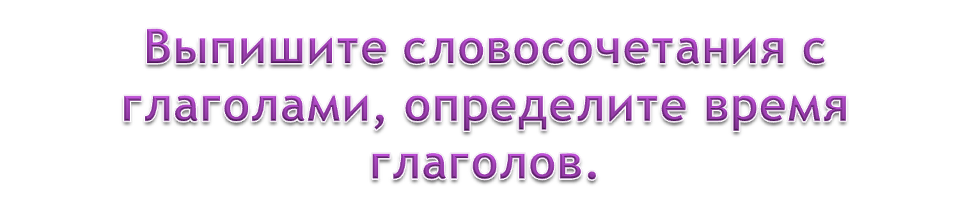 Выпишите словосочетания с
глаголами, определите время
глаголов.